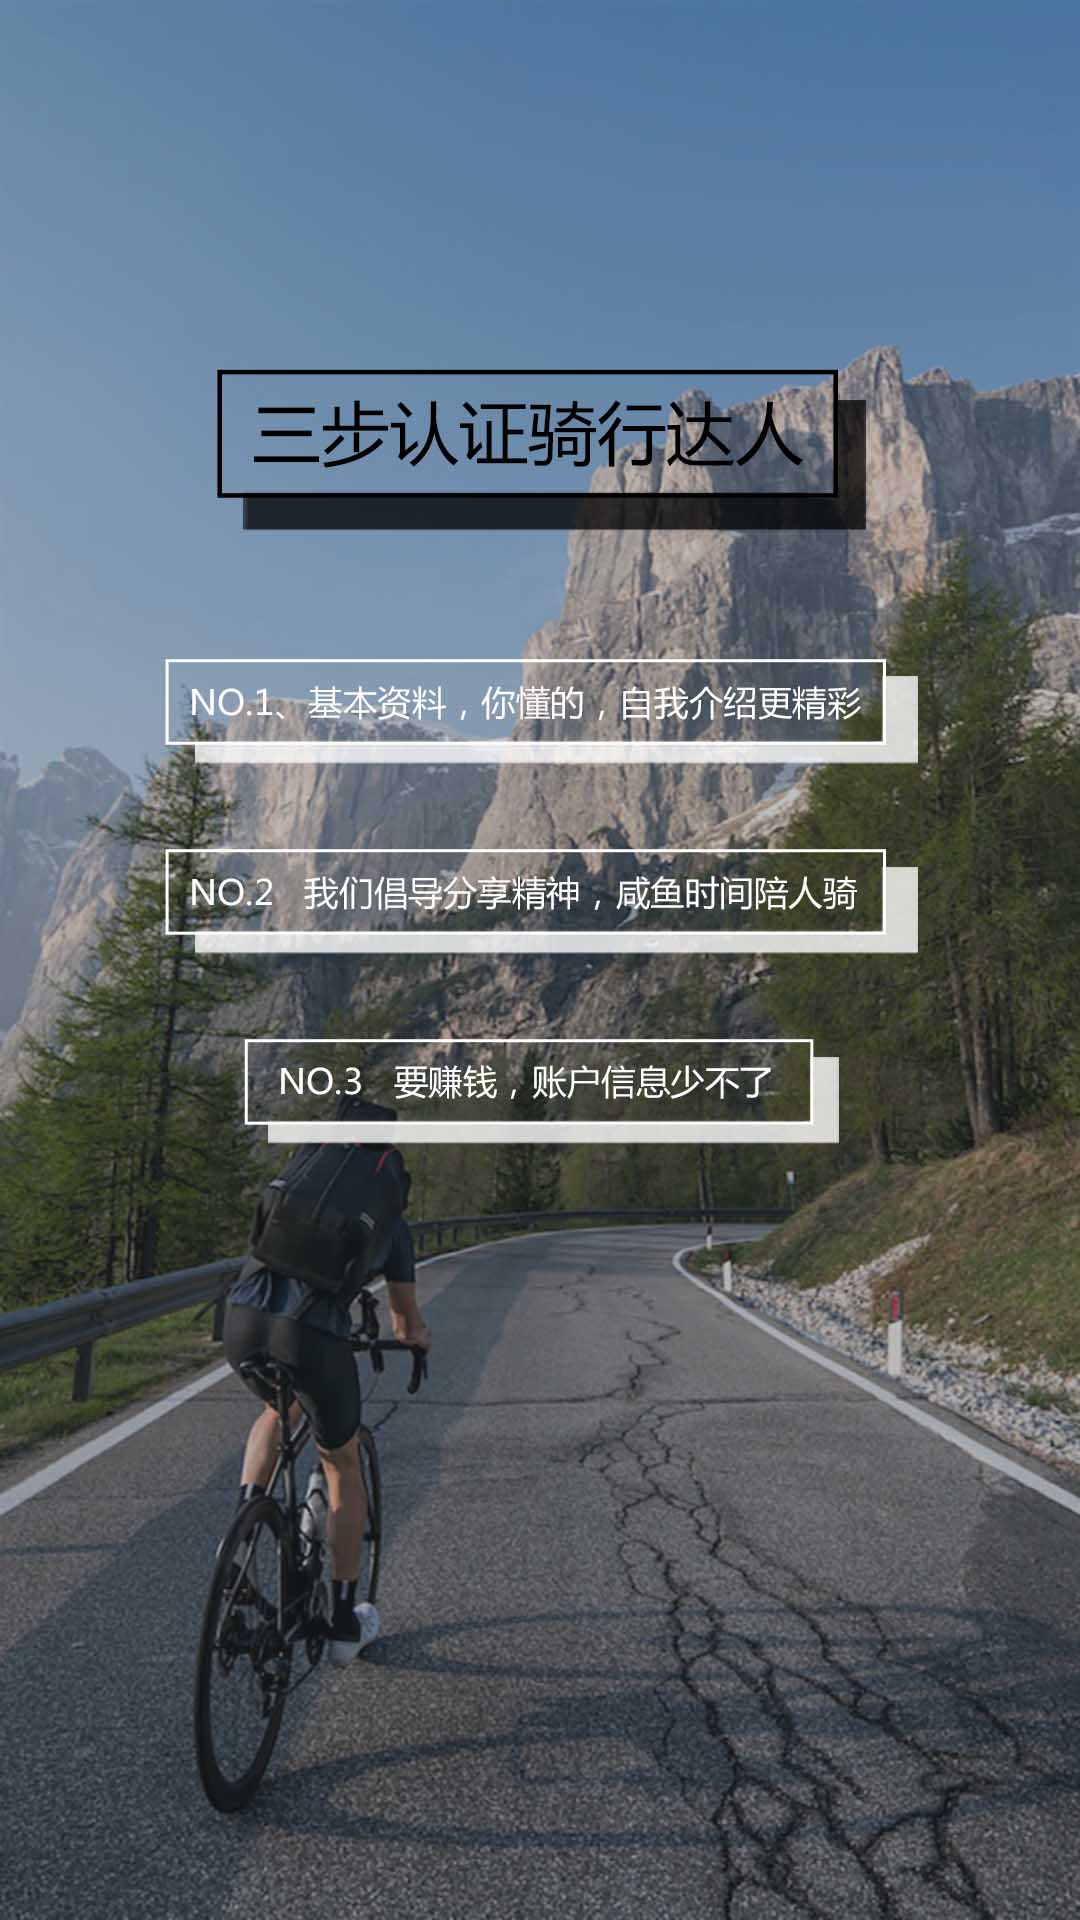 三步认证骑行达人
NO.1、基本资料，你懂的，自我介绍更精彩
NO.2 我们倡导分享精神，咸鱼时间陪人骑
NO.3 要赚钱，账户信息少不了